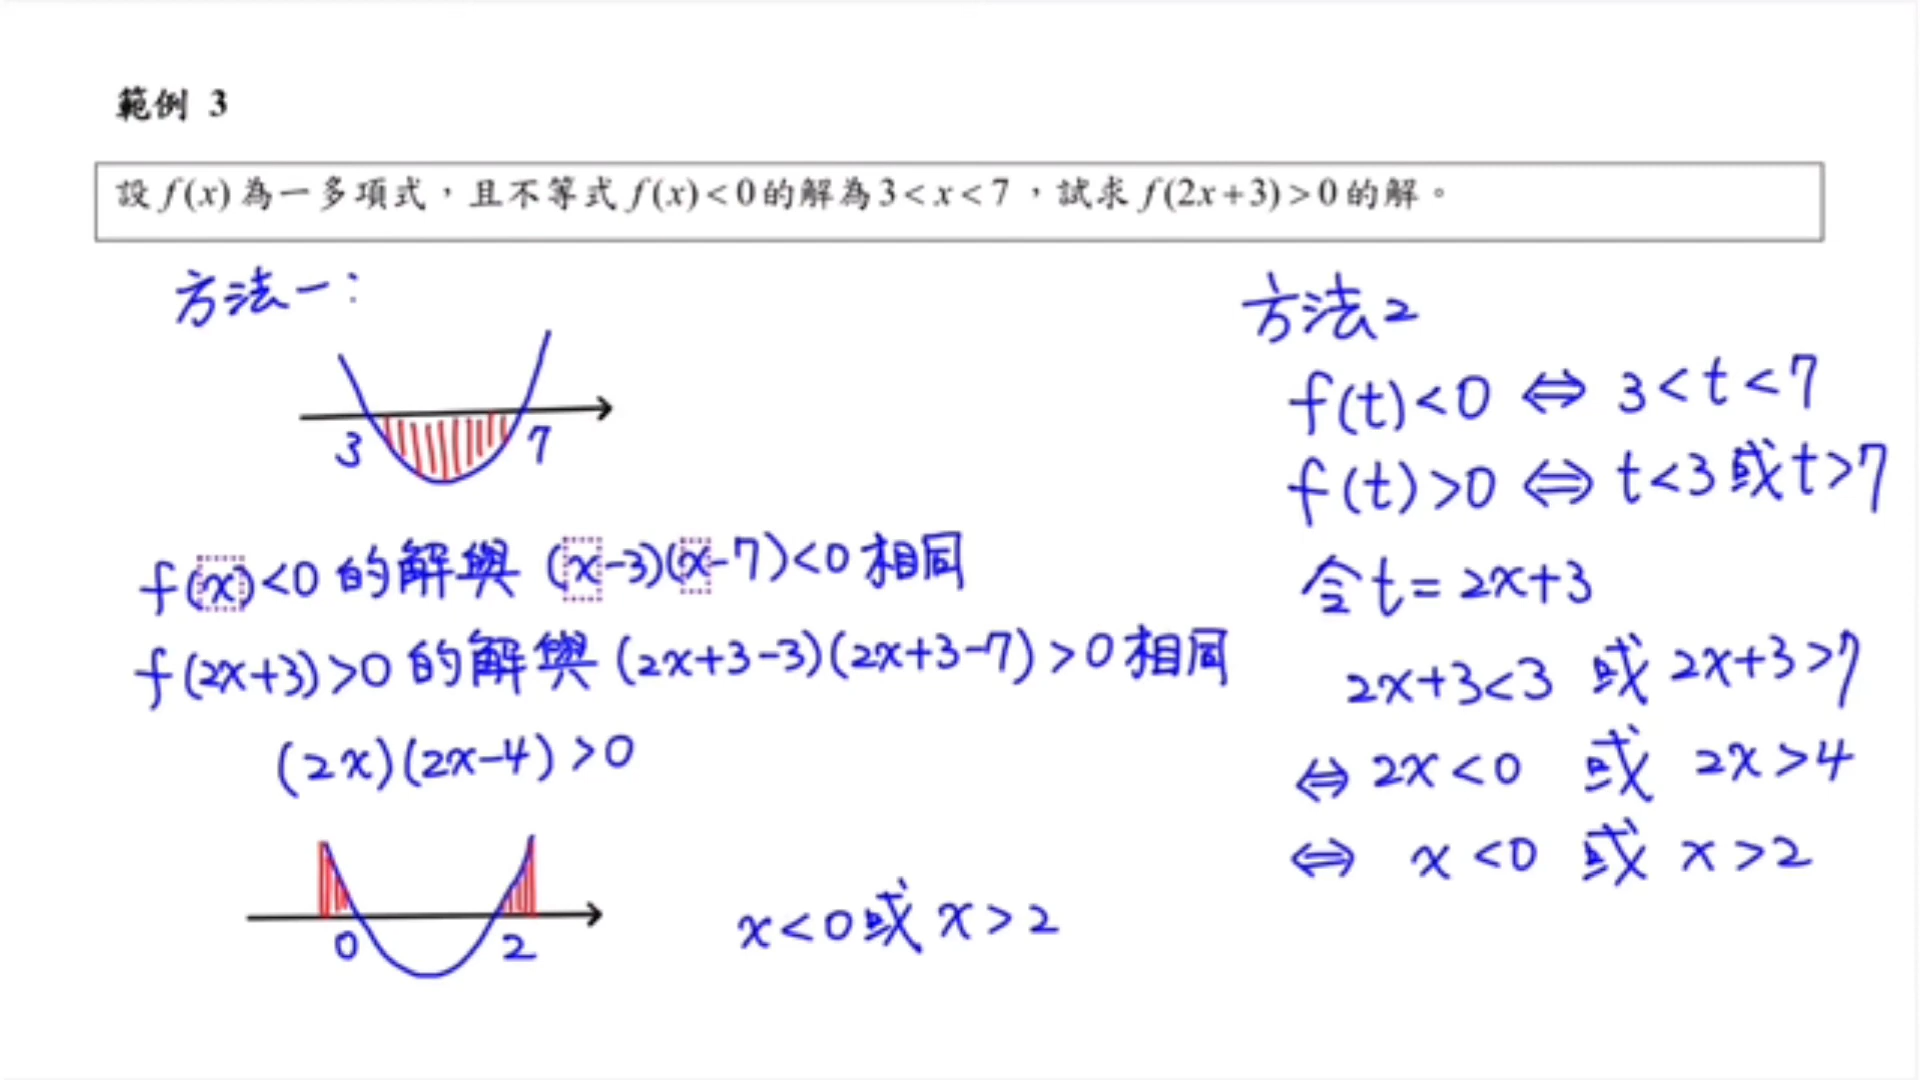 範例 3
設 f(x) 為一多項式，且不等式 f(x)<0 的解為 3<x<7 ，試求 f(2x+3)>0 的解。
方法一：
3 7
f(x)<0 的解與 (x-3)(x-7)<0 相同
f(2x+3)>0 的解與 (2x+3-3)(2x+3-7)>0 相同
(2x)(2x-4)>0
0 2
x<0 或 x>2
方法2
f(t)<0 ⇔ 3<t<7
f(t)>0 ⇔ t<3 或 t>7
令 t=2x+3
2x+3<3 或 2x+3>7
⇔ 2x<0 或 2x>4
⇔ x<0 或 x>2